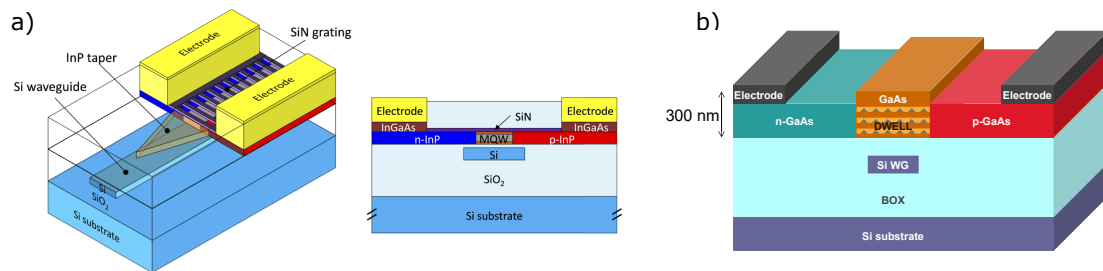 a)
SiN grating
InP taper
Si waveguide
Electrode
Electrode
Si
SiO2
Si substrate
Electrode
SiN
Electrode
InGaAs
InGaAs
n-InP
MQW
p-InP
Si
SiO2
Si substrate
b)
Electrode
GaAs
Electrode
300 nm
n-GaAs
DWELL
p-GaAs
Si WG
BOX
Si substrate